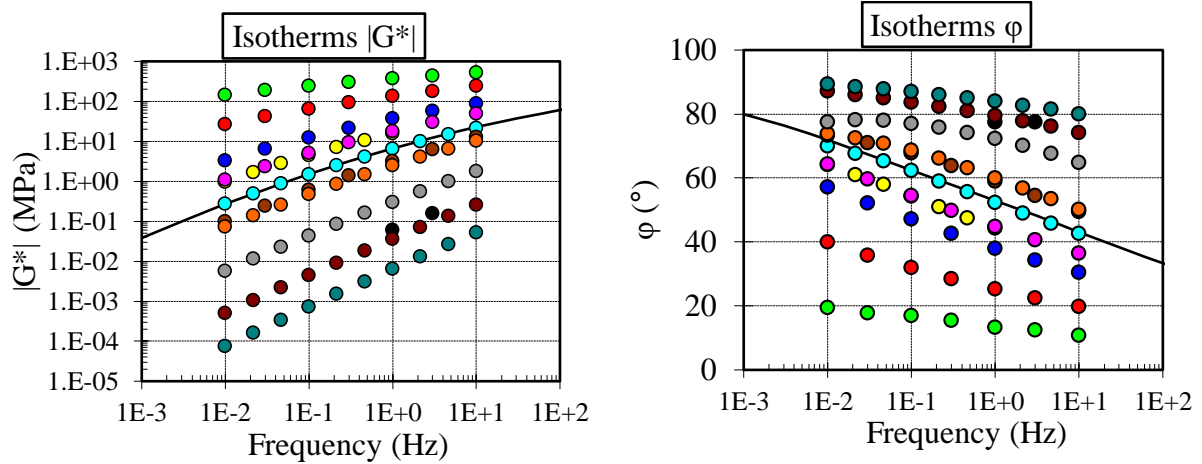 Isotherms |G*|
|G*| (MPa)
1.E+03
1.E+02
1.E+01
1.E+00
1.E-01
1.E-02
1.E-03
1.E-04
1.E-05
1E-3 1E-2 1E-1 1E+0 1E+1 1E+2
Frequency (Hz)
Isotherms φ
φ (°)
100
80
60
40
20
0
1E-3 1E-2 1E-1 1E+0 1E+1 1E+2
Frequency (Hz)